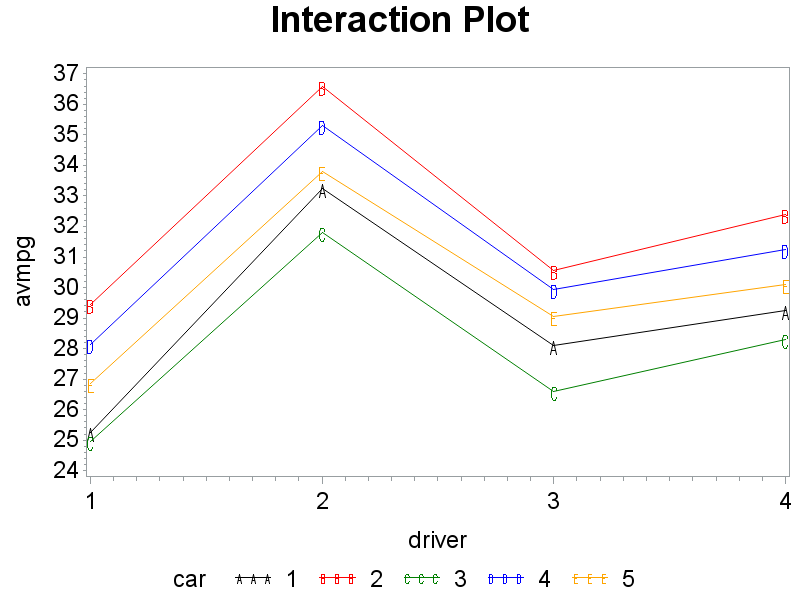 Interaction Plot
avmpg
37
36
35
34
33
32
31
30
29
28
27
26
25
24
B D E A C
B D E A C
B D E A C
B D E A C
1 2 3 4
driver
car A A A 1 B B B 2 C C C 3 D D D 4 E E E 5